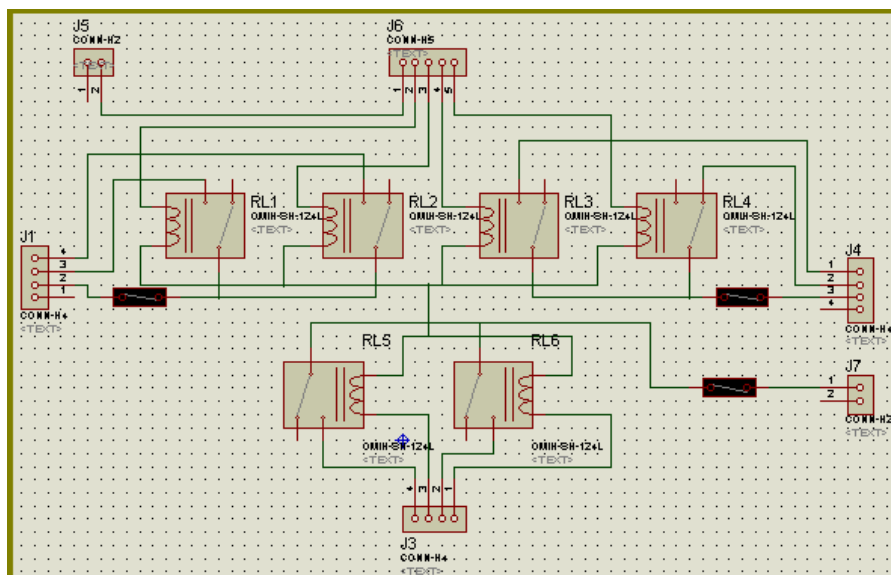 J5
CONN-H2
<TEXT>
1
2
J6
CONN-H5
<TEXT>
1
2
3
4
5
RL1
OMIH-SH-124L
<TEXT>
RL2
OMIH-SH-124L
<TEXT>
RL3
OMIH-SH-124L
<TEXT>
RL4
OMIH-SH-124L
<TEXT>
J1
4
3
2
1
CONN-H4
<TEXT>
J4
1
2
3
4
CONN-H4
<TEXT>
RL5
OMIH-SH-124L
<TEXT>
RL6
OMIH-SH-124L
<TEXT>
J7
1
2
CONN-H2
<TEXT>
4
3
2
1
J3
CONN-H4
<TEXT>